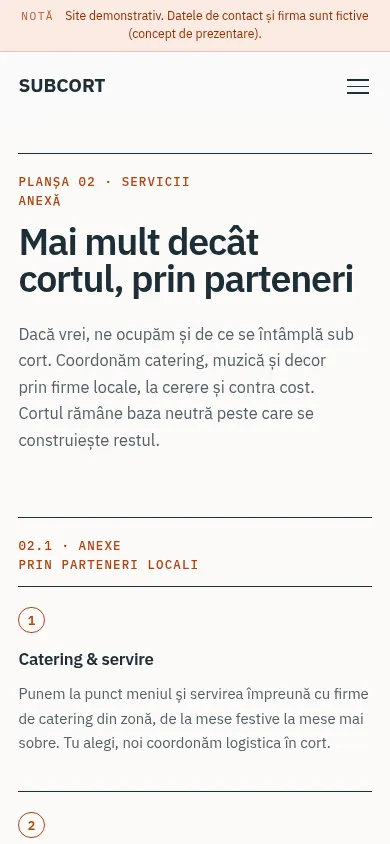 NOTĂ Site demonstrativ. Datele de contact și firma sunt fictive
(concept de prezentare).
SUBCORT
PLANȘA 02 · SERVICII
ANEXĂ
Mai mult decât
cortul, prin parteneri
Dacă vrei, ne ocupăm și de ce se întâmplă sub
cort. Coordonăm catering, muzică și decor
prin firme locale, la cerere și contra cost.
Cortul rămâne baza neutră peste care se
construiește restul.
02.1 · ANEXE
PRIN PARTENERI LOCALI
1
Catering & servire
Punem la punct meniul și servirea împreună cu firme
de catering din zonă, de la mese festive la mese mai
sobre. Tu alegi, noi coordonăm logistica în cort.
2